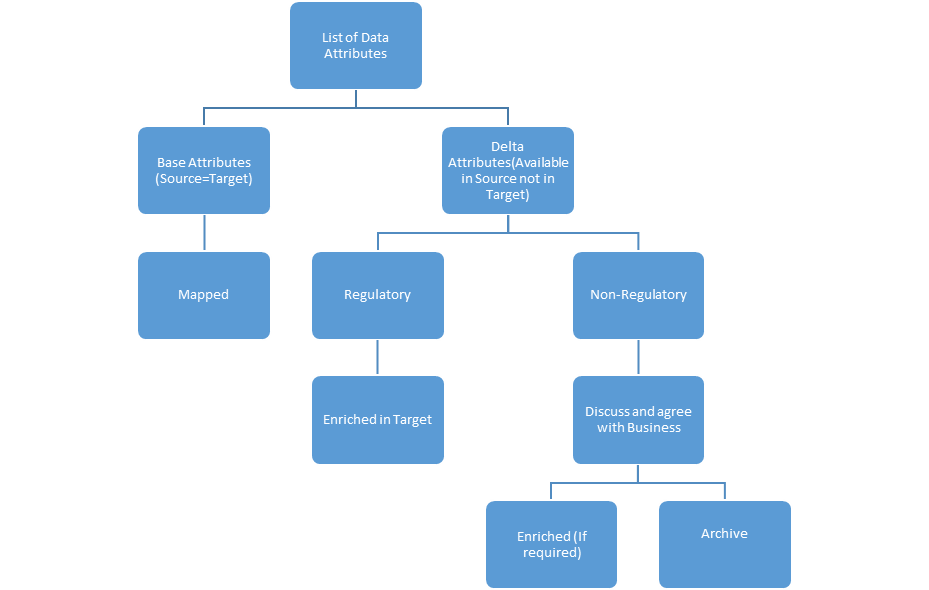 List of Data
Attributes
Base Attributes
(Source=Target)
Delta
Attributes(Available
in Source not in
Target)
Mapped
Regulatory
Non-Regulatory
Enriched in Target
Discuss and agree
with Business
Enriched (If
required)
Archive